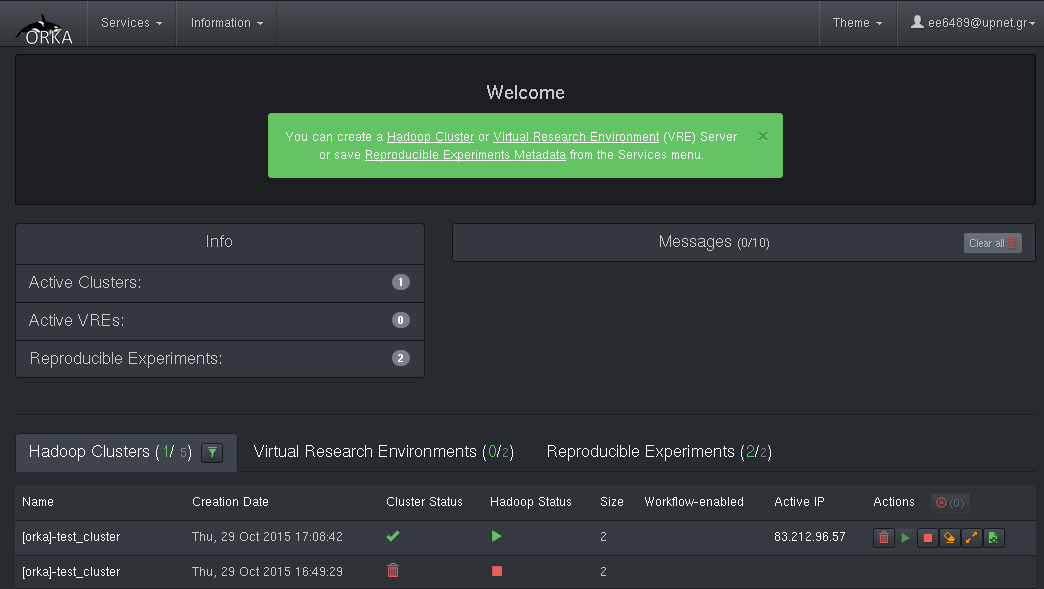 ORKA
Services
Information
Theme
ee6489@upnet.gr
Welcome
You can create a Hadoop Cluster or Virtual Research Environment (VRE) Server
or save Reproducible Experiments Metadata from the Services menu.
Info
Active Clusters: 1
Active VREs: 0
Reproducible Experiments: 2
Messages (0/10)
Clear all
Hadoop Clusters (1/ 5)
Virtual Research Environments (0/2)
Reproducible Experiments (2/2)
Name Creation Date Cluster Status Hadoop Status Size Workflow-enabled Active IP Actions (0)
[orka]-test_cluster Thu, 29 Oct 2015 17:08:42 2 83.212.96.57
[orka]-test_cluster Thu, 29 Oct 2015 16:49:29 2